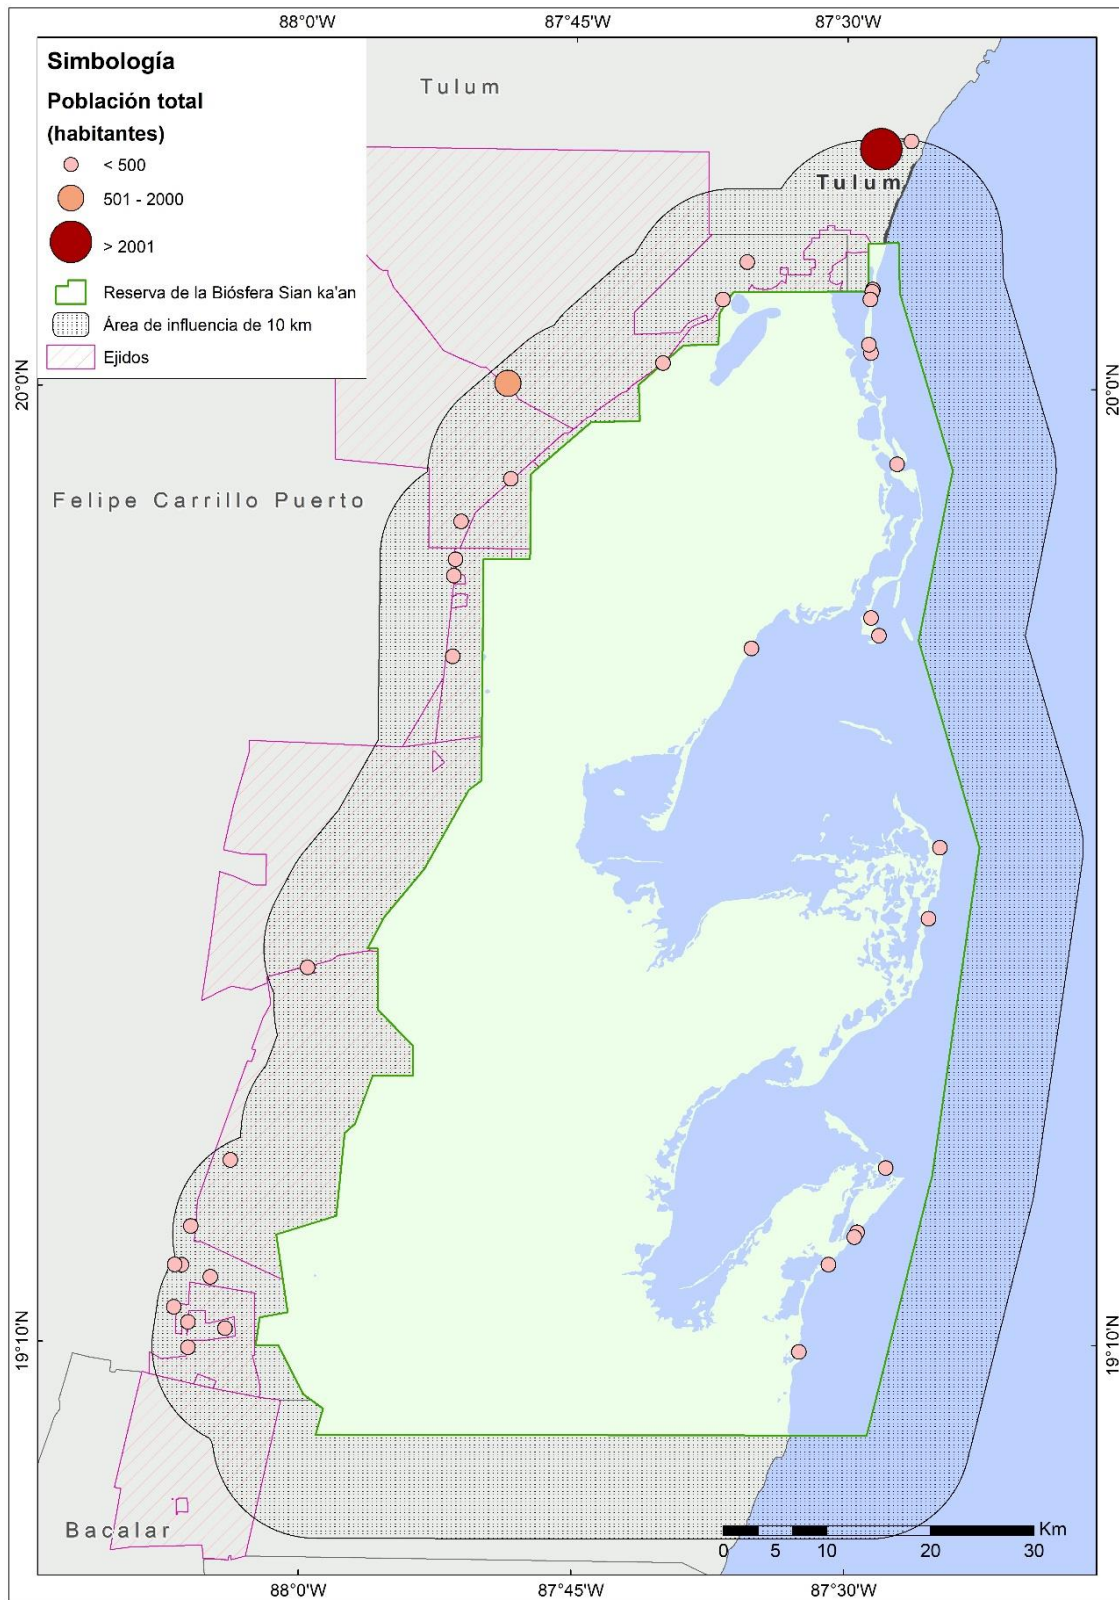 88°0'W 87°45'W 87°30'W
Simbología
Población total
(habitantes)
< 500
501 - 2000
> 2001
Reserva de la Biósfera Sian ka'an
Área de influencia de 10 km
Ejidos
Tulum
Tulum
20°0'N 20°0'N
Felipe Carrillo Puerto
19°10'N 19°10'N
Bacalar
Km
0 5 10 20 30
88°0'W 87°45'W 87°30'W